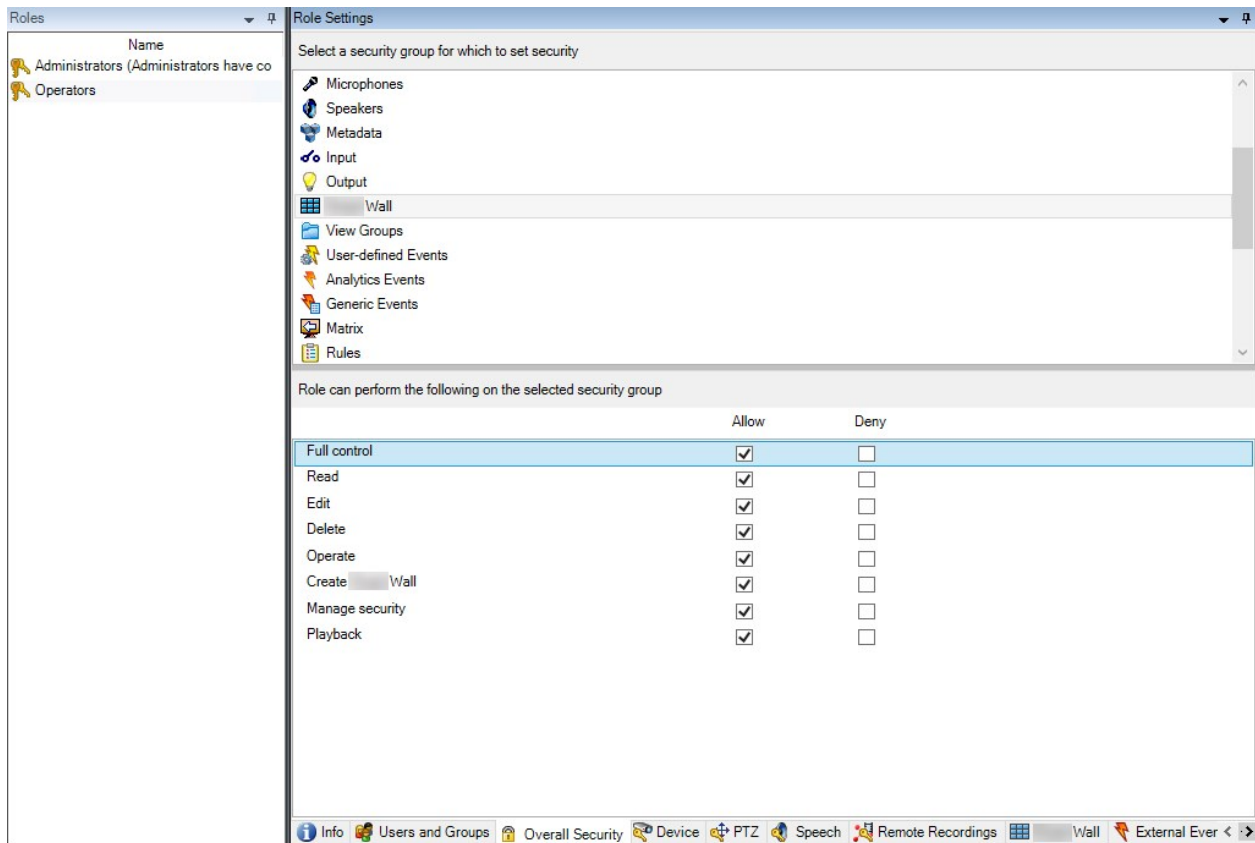 Roles
Name
Administrators (Administrators have co
Operators
Role Settings
Select a security group for which to set security
Microphones
Speakers
Metadata
Input
Output
Wall
View Groups
User-defined Events
Analytics Events
Generic Events
Matrix
Rules
Role can perform the following on the selected security group
Allow Deny
Full control
Read
Edit
Delete
Operate
Create Wall
Manage security
Playback
Info Users and Groups Overall Security Device PTZ Speech Remote Recordings Wall External Ever